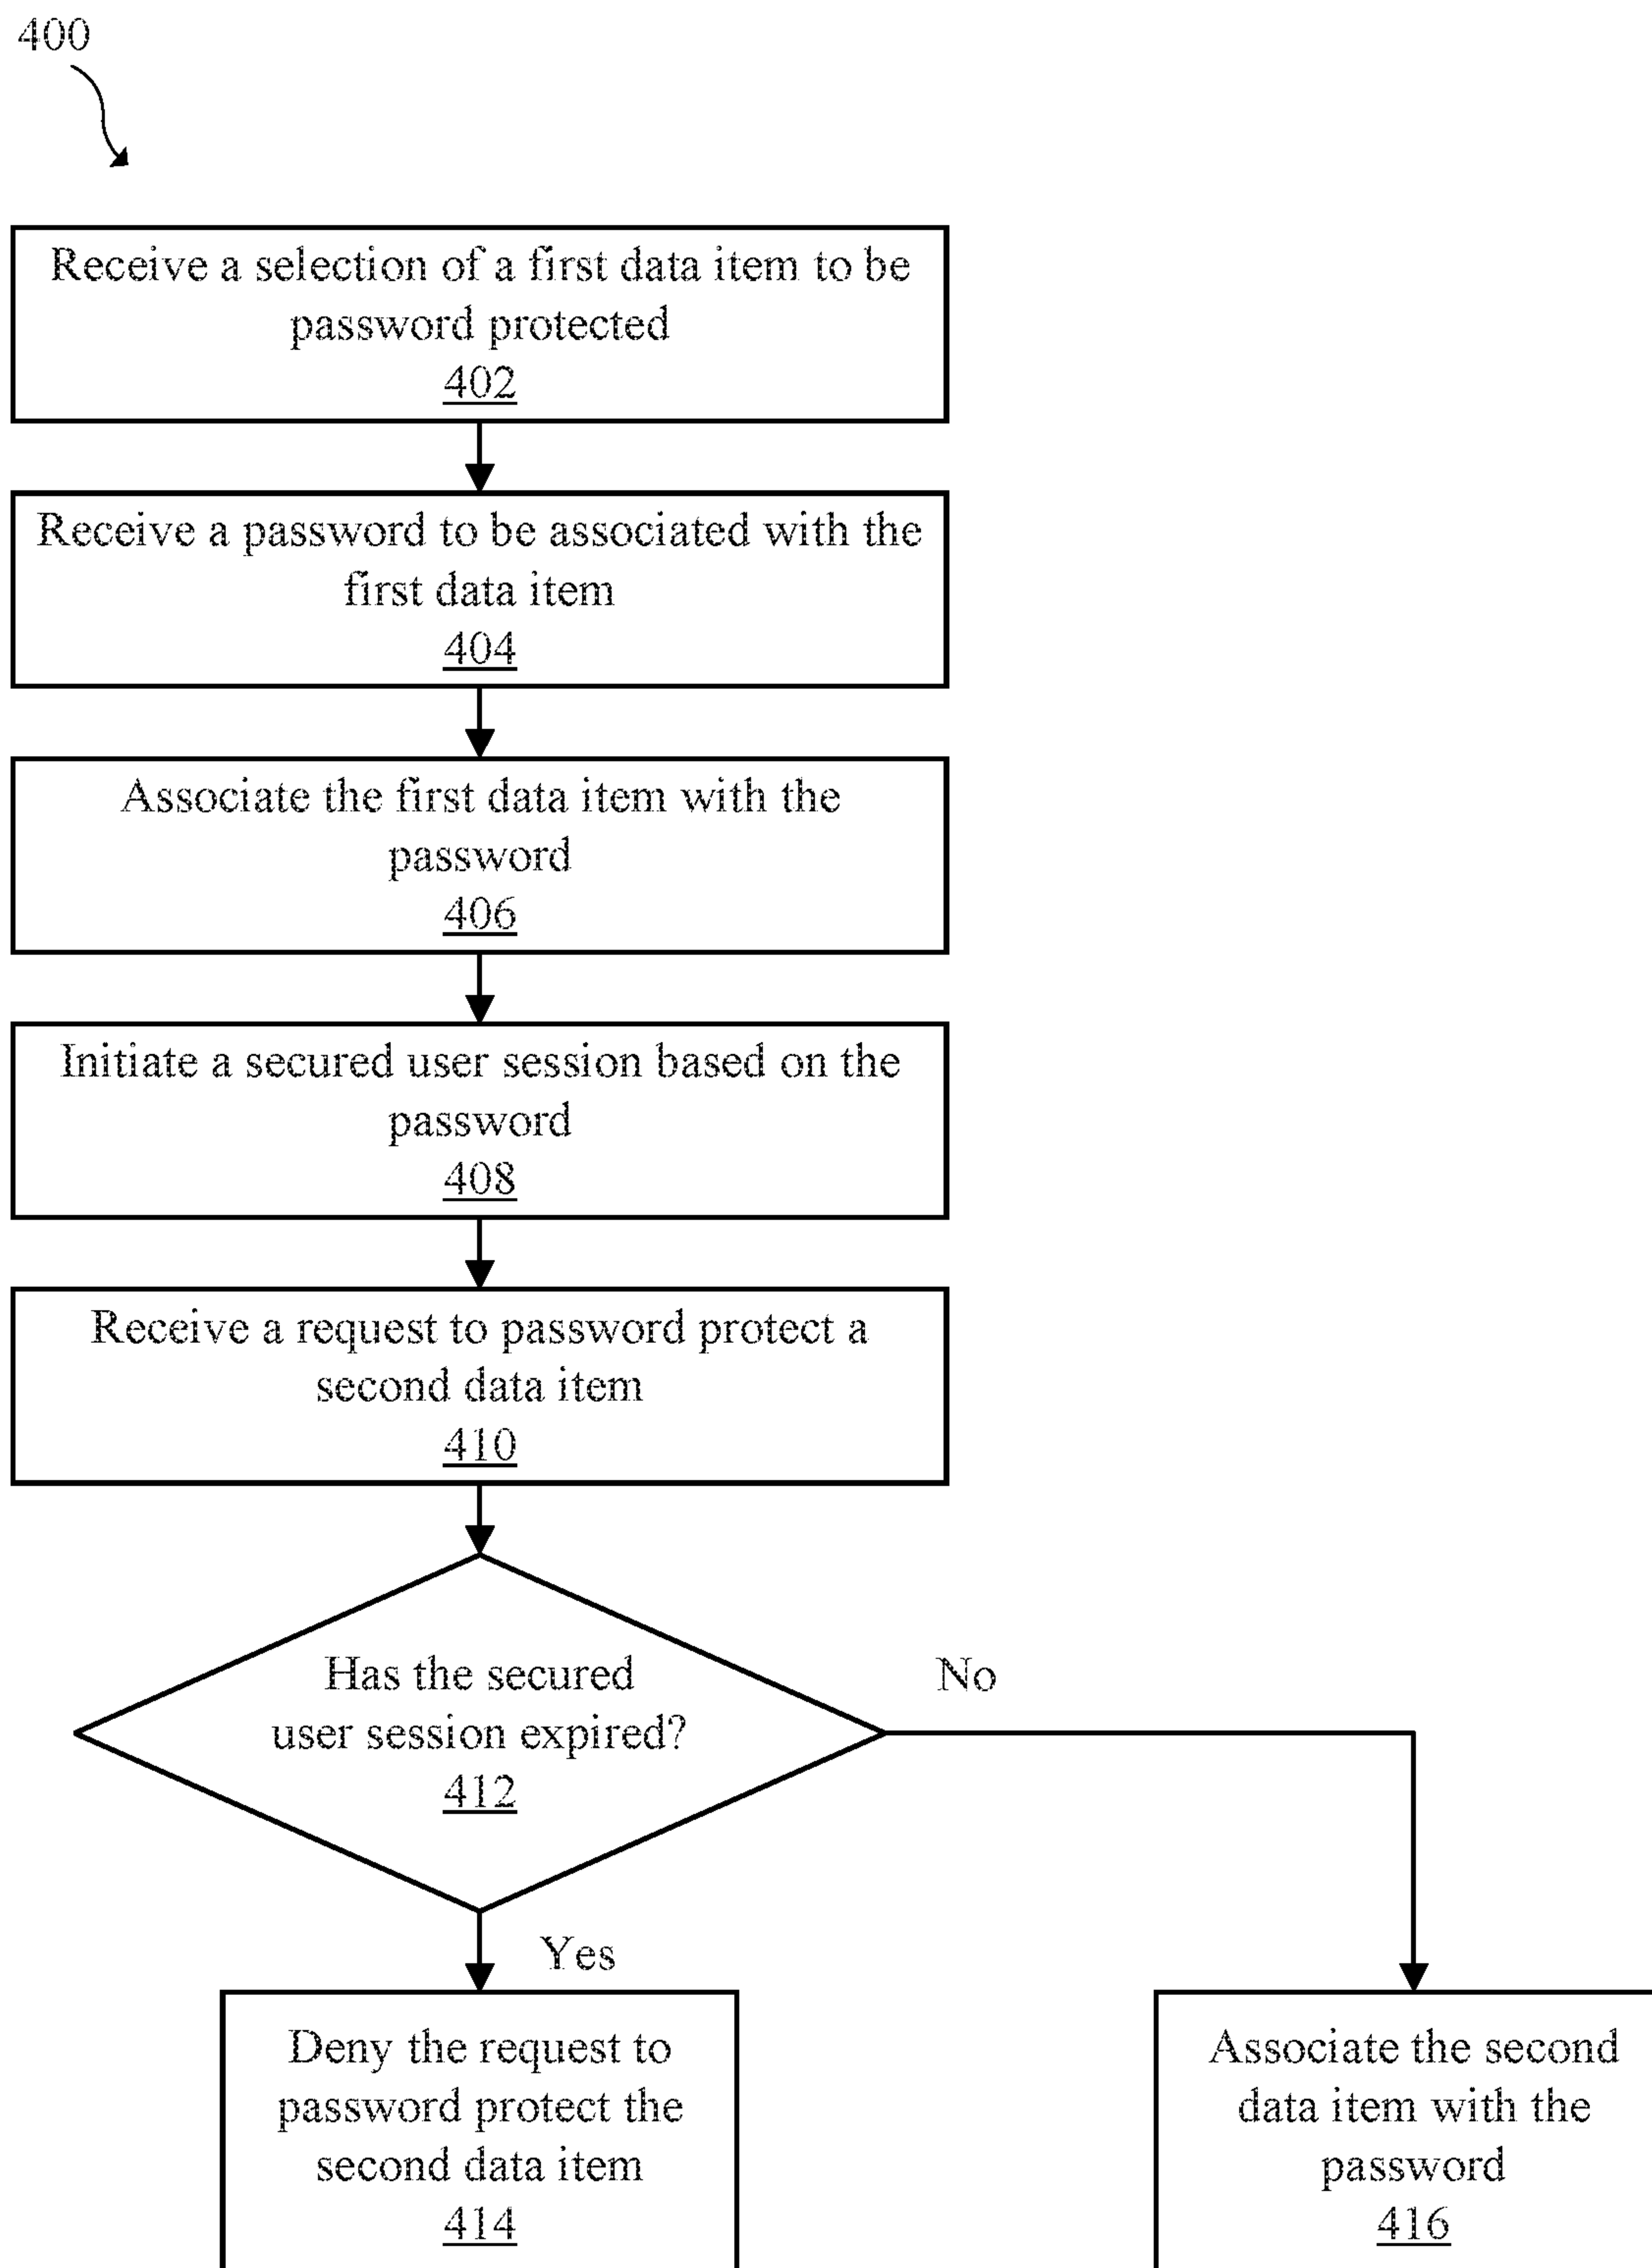 400
Receive a selection of a first data item to be
password protected
402
Receive a password to be associated with the
first data item
404
Associate the first data item with the
password
406
Initiate a secured user session based on the
password
408
Receive a request to password protect a
second data item
410
Has the secured
user session expired?
412
No
Yes
Deny the request to
password protect the
second data item
414
Associate the second
data item with the
password
416